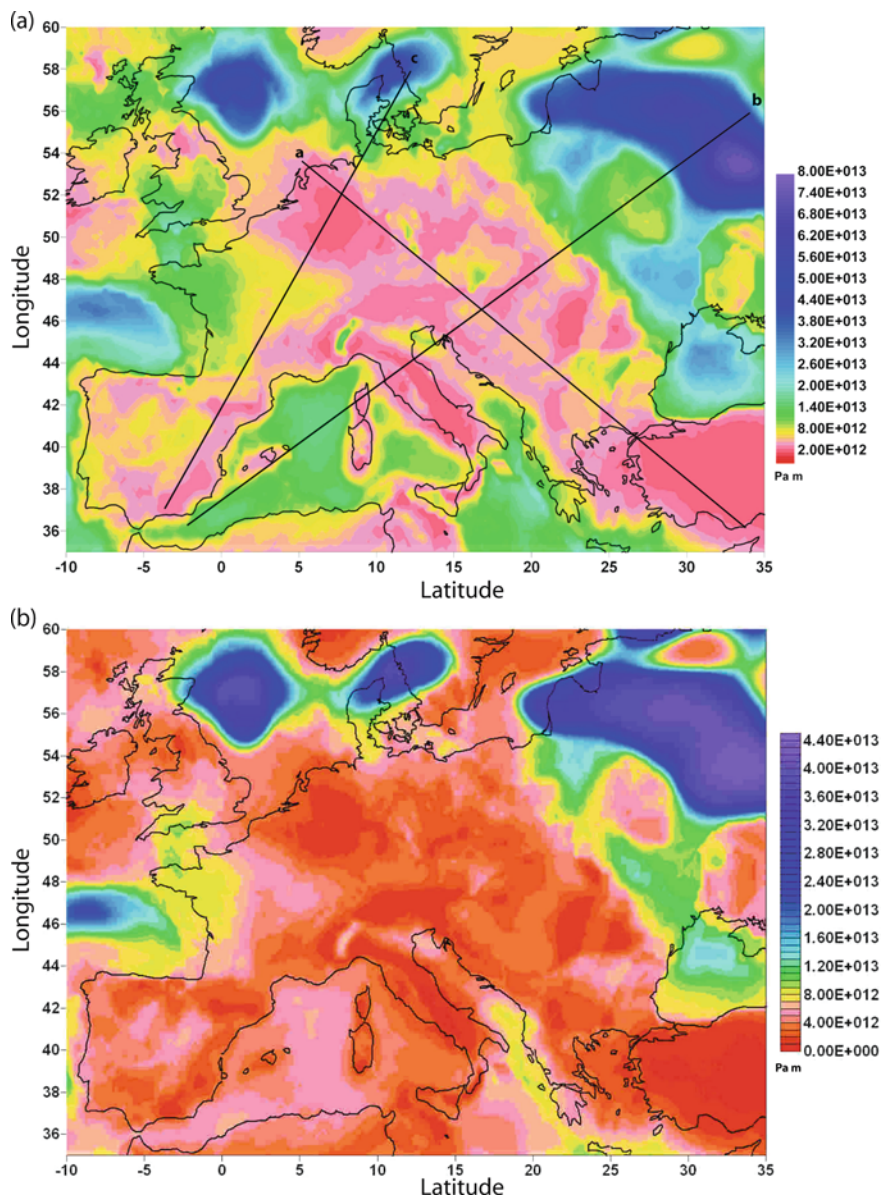 (a)
60
58
56
54
52
50
48
46
44
42
40
38
36
Longitude
c
b
a
-10 -5 0 5 10 15 20 25 30 35
Latitude
8.00E+013
7.40E+013
6.80E+013
6.20E+013
5.60E+013
5.00E+013
4.40E+013
3.80E+013
3.20E+013
2.60E+013
2.00E+013
1.40E+013
8.00E+012
2.00E+012
Pa m
(b)
60
58
56
54
52
50
48
46
44
42
40
38
36
Longitude
-10 -5 0 5 10 15 20 25 30 35
Latitude
4.40E+013
4.00E+013
3.60E+013
3.20E+013
2.80E+013
2.40E+013
2.00E+013
1.60E+013
1.20E+013
8.00E+012
4.00E+012
0.00E+000
Pa m